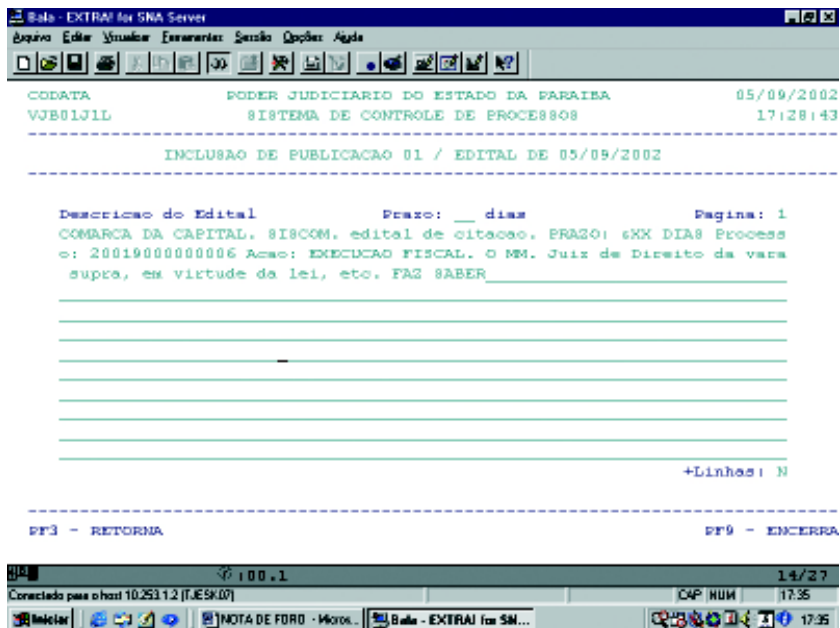 Bala - EXTRA! for SNA Server
Arquivo Editar Visualizar Ferramentas Sessão Opções Ajuda
CODATA PODER JUDICIARIO DO ESTADO DA PARAIBA 05/09/2002
VJB01J1L SISTEMA DE CONTROLE DE PROCESSOS 17:28:43
INCLUSAO DE PUBLICACAO 01 / EDITAL DE 05/09/2002
Descricao do Edital Prazo: __ dias Pagina: 1
COMARCA DA CAPITAL. SISCOM. edital de citacao. PRAZO: &XX DIAS Process
o: 20019000000006 Acao: EXECUCAO FISCAL. O MM. Juiz de Direito da vara
supra, em virtude da lei, etc. FAZ SABER
+Linhas: N
PF3 - RETORNA PF9 - ENCERRA
:00.1 14/27
Conectado para o host 10.253.1.2 (TJESK07) CAP NUM 17:35
Iniciar NOTA DE FORO - Micros... Bala - EXTRA! for SN... 17:35